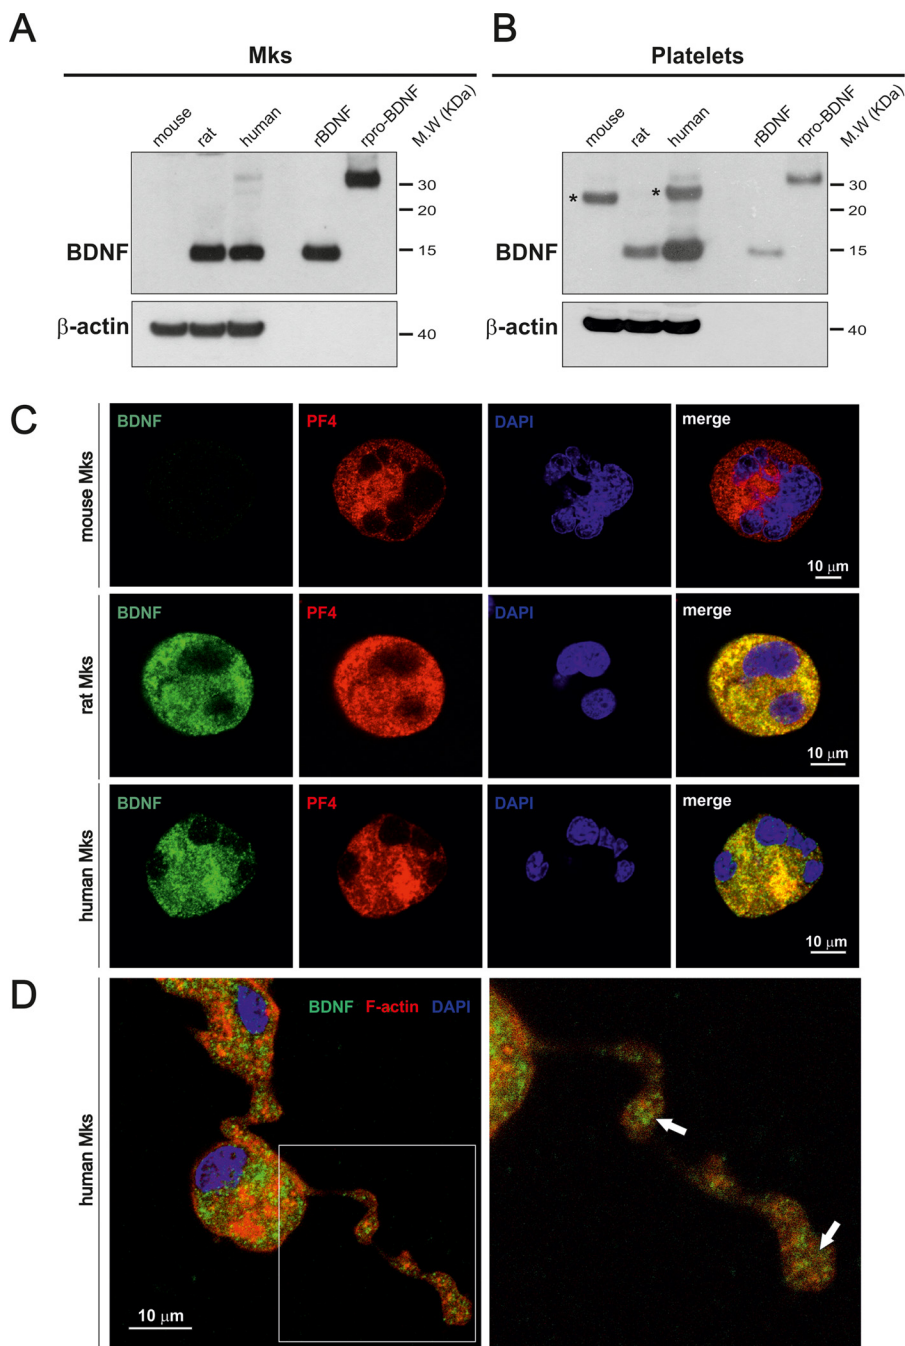 A
Mks
mouse
rat
human
rBDNF
rpro-BDNF
M.W (KDa)
30
20
BDNF
15
β-actin
40
B
Platelets
mouse
rat
human
rBDNF
rpro-BDNF
M.W (KDa)
*
*
30
20
BDNF
15
β-actin
40
C
mouse Mks
BDNF
PF4
DAPI
merge
10 μm
rat Mks
BDNF
PF4
DAPI
merge
10 μm
human Mks
BDNF
PF4
DAPI
merge
10 μm
D
human Mks
BDNF F-actin DAPI
10 μm